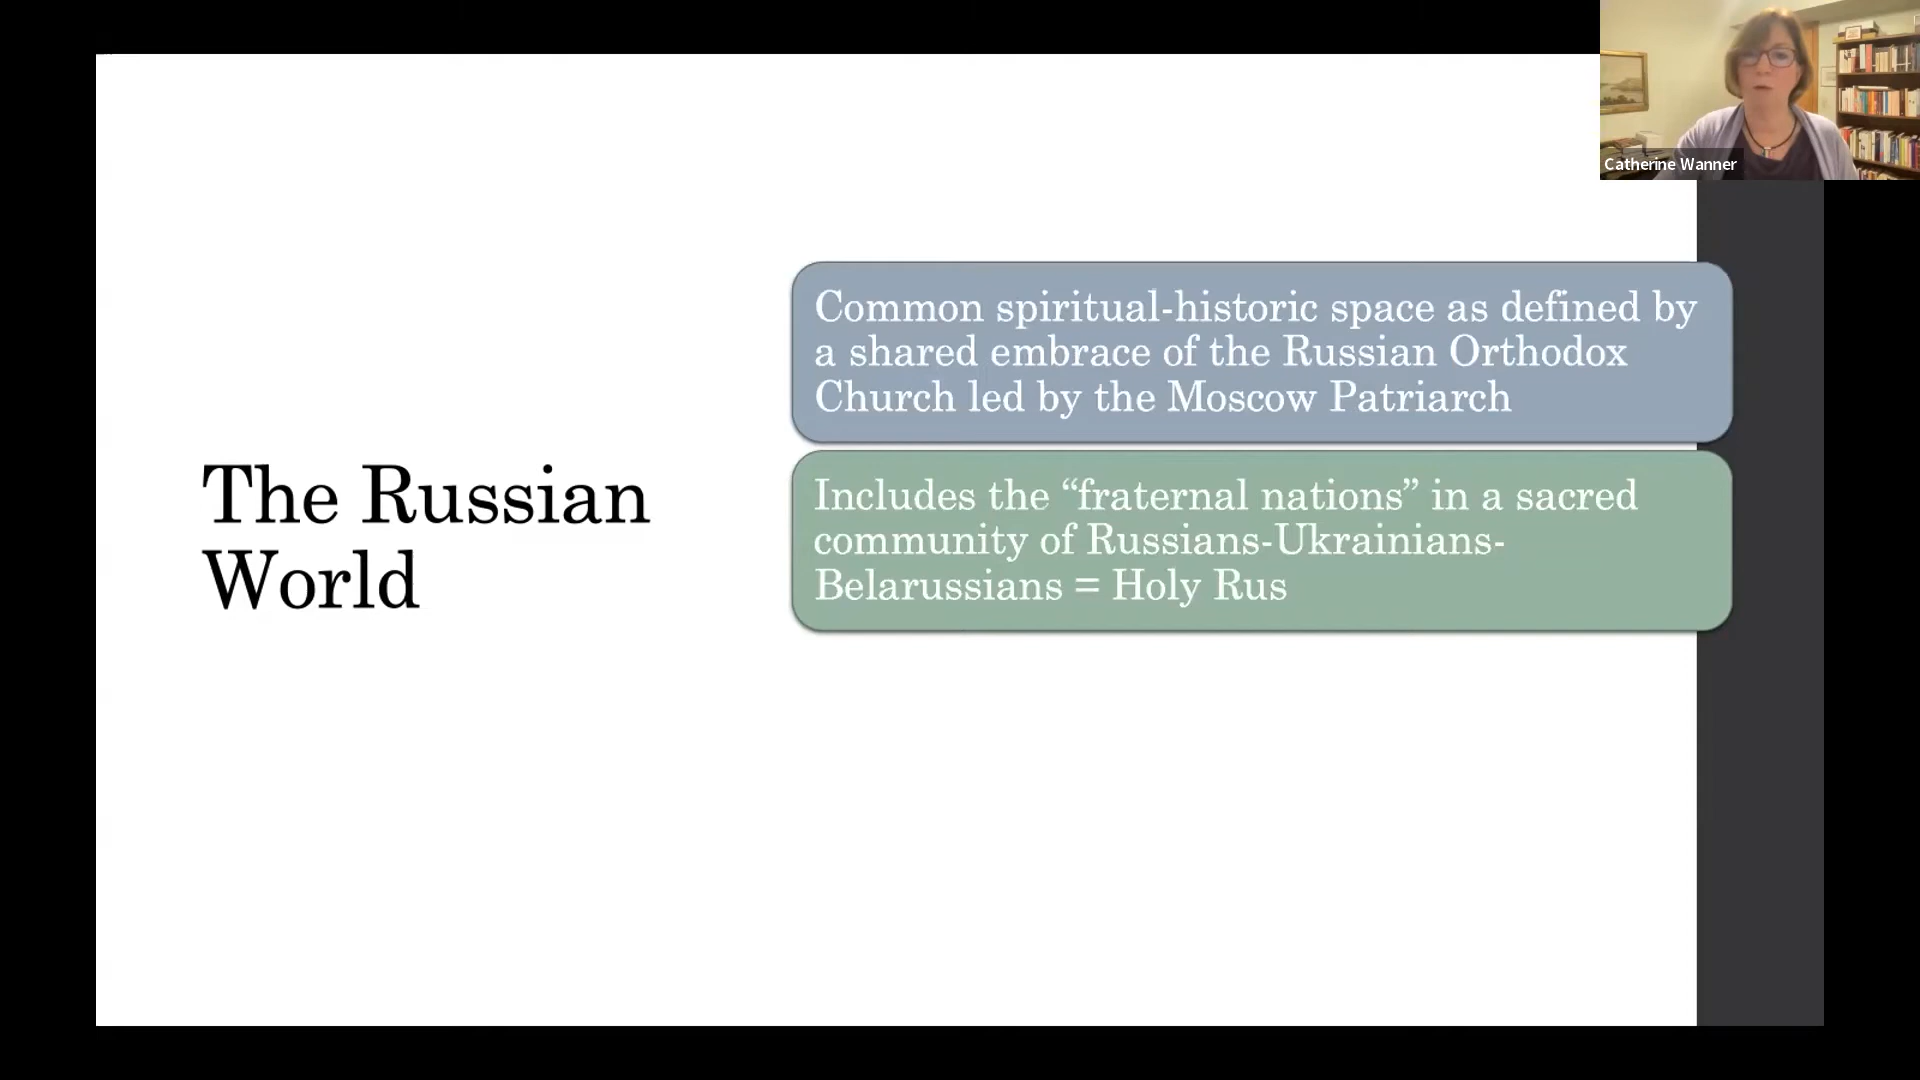 Catherine Wanner
The Russian
World
Common spiritual-historic space as defined by
a shared embrace of the Russian Orthodox
Church led by the Moscow Patriarch
Includes the “fraternal nations” in a sacred
community of Russians-Ukrainians-
Belarussians = Holy Rus